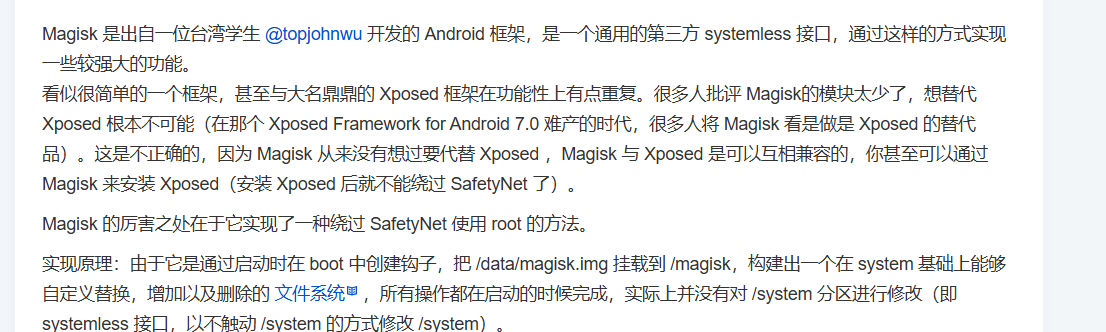 Magisk 是出自一位台湾学生 @topjohnwu 开发的 Android 框架，是一个通用的第三方 systemless 接口，通过这样的方式实现
一些较强大的功能。
看似很简单的一个框架，甚至与大名鼎鼎的 Xposed 框架在功能性上有点重复。很多人批评 Magisk的模块太少了，想替代
Xposed 根本不可能（在那个 Xposed Framework for Android 7.0 难产的时代，很多人将 Magisk 看是做是 Xposed 的替代
品）。这是不正确的，因为 Magisk 从来没有想过要代替 Xposed ，Magisk 与 Xposed 是可以互相兼容的，你甚至可以通过
Magisk 来安装 Xposed（安装 Xposed 后就不能绕过 SafetyNet 了）。
Magisk 的厉害之处在于它实现了一种绕过 SafetyNet 使用 root 的方法。
实现原理：由于它是通过启动时在 boot 中创建钩子，把 /data/magisk.img 挂载到 /magisk，构建出一个在 system 基础上能够
自定义替换，增加以及删除的 文件系统 ，所有操作都在启动的时候完成，实际上并没有对 /system 分区进行修改（即
systemless 接口，以不触动 /system 的方式修改 /system）。